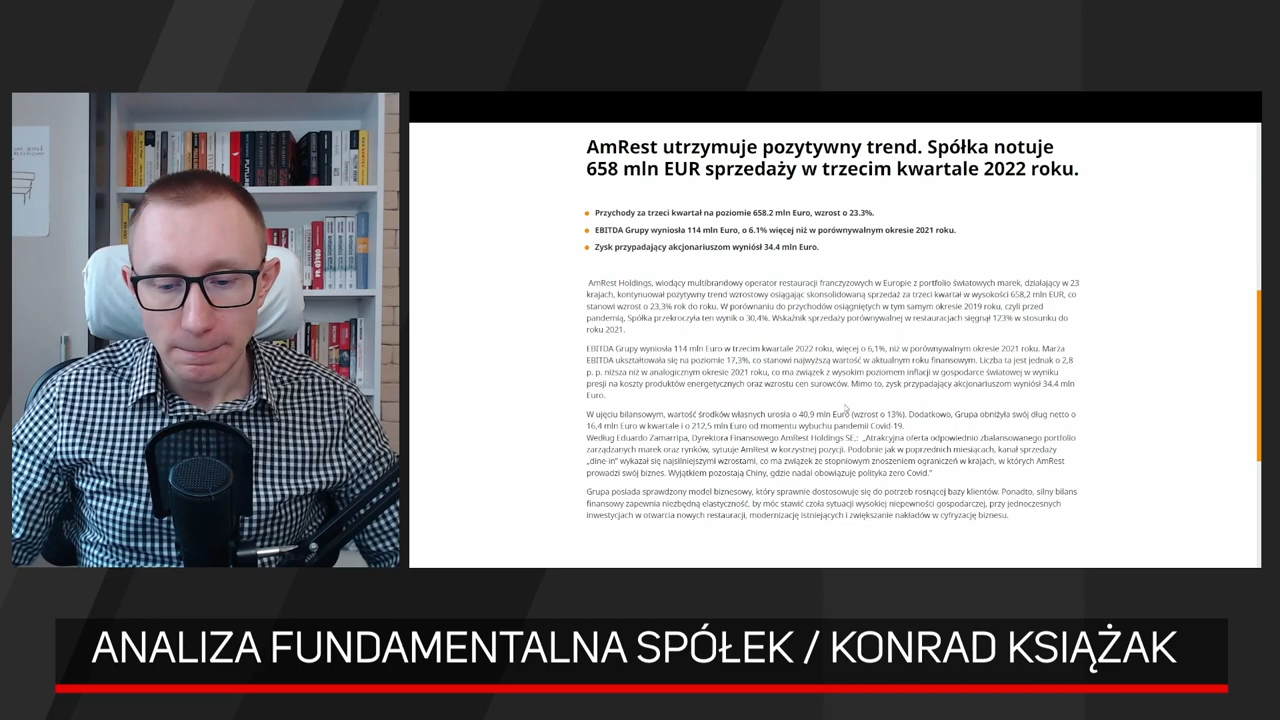 AmRest utrzymuje pozytywny trend. Spółka notuje
658 mln EUR sprzedaży w trzecim kwartale 2022 roku.
Przychody za trzeci kwartał na poziomie 658.2 mln Euro, wzrost o 23.3%.
EBITDA Grupy wyniosła 114 mln Euro, o 6.1% więcej niż w porównywalnym okresie 2021 roku.
Zysk przypadający akcjonariuszom wyniósł 34.4 mln Euro.
AmRest Holdings, wiodący multibrandowy operator restauracji franczyzowych w Europie z portfolio światowych marek, działający w 23
krajach, kontynuował pozytywny trend wzrostowy osiągając skonsolidowaną sprzedaż za trzeci kwartał w wysokości 658,2 mln EUR, co
stanowi wzrost o 23,3% rok do roku. W porównaniu do przychodów osiągniętych w tym samym okresie 2019 roku, czyli przed
pandemią, Spółka przekroczyła ten wynik o 30,4%. Wskaźnik sprzedaży porównywalnej w restauracjach sięgnął 123% w stosunku do
roku 2021.
EBITDA Grupy wyniosła 114 mln Euro w trzecim kwartale 2022 roku, więcej o 6,1%, niż w porównywalnym okresie 2021 roku. Marża
EBITDA ukształtowała się na poziomie 17,3%, co stanowi najwyższą wartość w aktualnym roku finansowym. Liczba ta jest jednak o 2,8
p. p. niższa niż w analogicznym okresie 2021 roku, co ma związek z wysokim poziomem inflacji w gospodarce światowej w wyniku
presji na koszty produktów energetycznych oraz wzrostu cen surowców. Mimo to, zysk przypadający akcjonariuszom wyniósł 34.4 mln
Euro.
W ujęciu bilansowym, wartość środków własnych urosła o 40,9 mln Euro (wzrost o 13%). Dodatkowo, Grupa obniżyła swój dług netto o
16,4 mln Euro w kwartale i o 212,5 mln Euro od momentu wybuchu pandemii Covid-19.
Według Eduardo Zamarripa, Dyrektora Finansowego AmRest Holdings SE,: „Atrakcyjna oferta odpowiednio zbalansowanego portfolio
zarządzanych marek oraz rynków, sytuuje AmRest w korzystnej pozycji. Podobnie jak w poprzednich miesiącach, kanał sprzedaży
„dine-in” wykazał się najsilniejszymi wzrostami, co ma związek ze stopniowym znoszeniem ograniczeń w krajach, w których AmRest
prowadzi swój biznes. Wyjątkiem pozostają Chiny, gdzie nadal obowiązuje polityka zero Covid.”
Grupa posiada sprawdzony model biznesowy, który sprawnie dostosowuje się do potrzeb rosnącej bazy klientów. Ponadto, silny bilans
finansowy zapewnia niezbędną elastyczność, by móc stawić czoła sytuacji wysokiej niepewności gospodarczej, przy jednoczesnych
inwestycjach w otwarcia nowych restauracji, modernizację istniejących i zwiększanie nakładów w cyfryzację biznesu.
ANALIZA FUNDAMENTALNA SPÓŁEK / KONRAD KSIĄŻAK